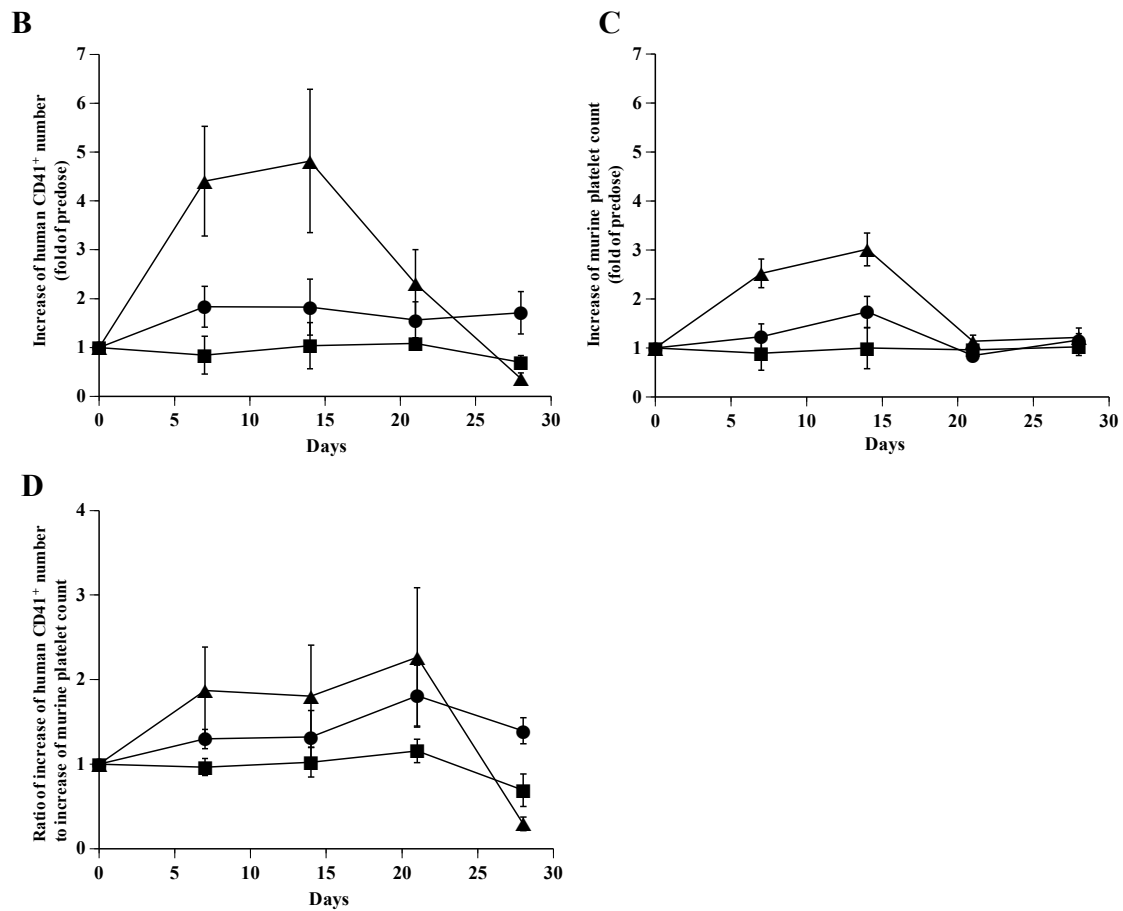 B
Increase of human CD41⁺ number
(fold of predose)
7
6
5
4
3
2
1
0
0 5 10 15 20 25 30
Days
C
Increase of murine platelet count
(fold of predose)
7
6
5
4
3
2
1
0
0 5 10 15 20 25 30
Days
D
Ratio of increase of human CD41⁺ number
to increase of murine platelet count
4
3
2
1
0
0 5 10 15 20 25 30
Days